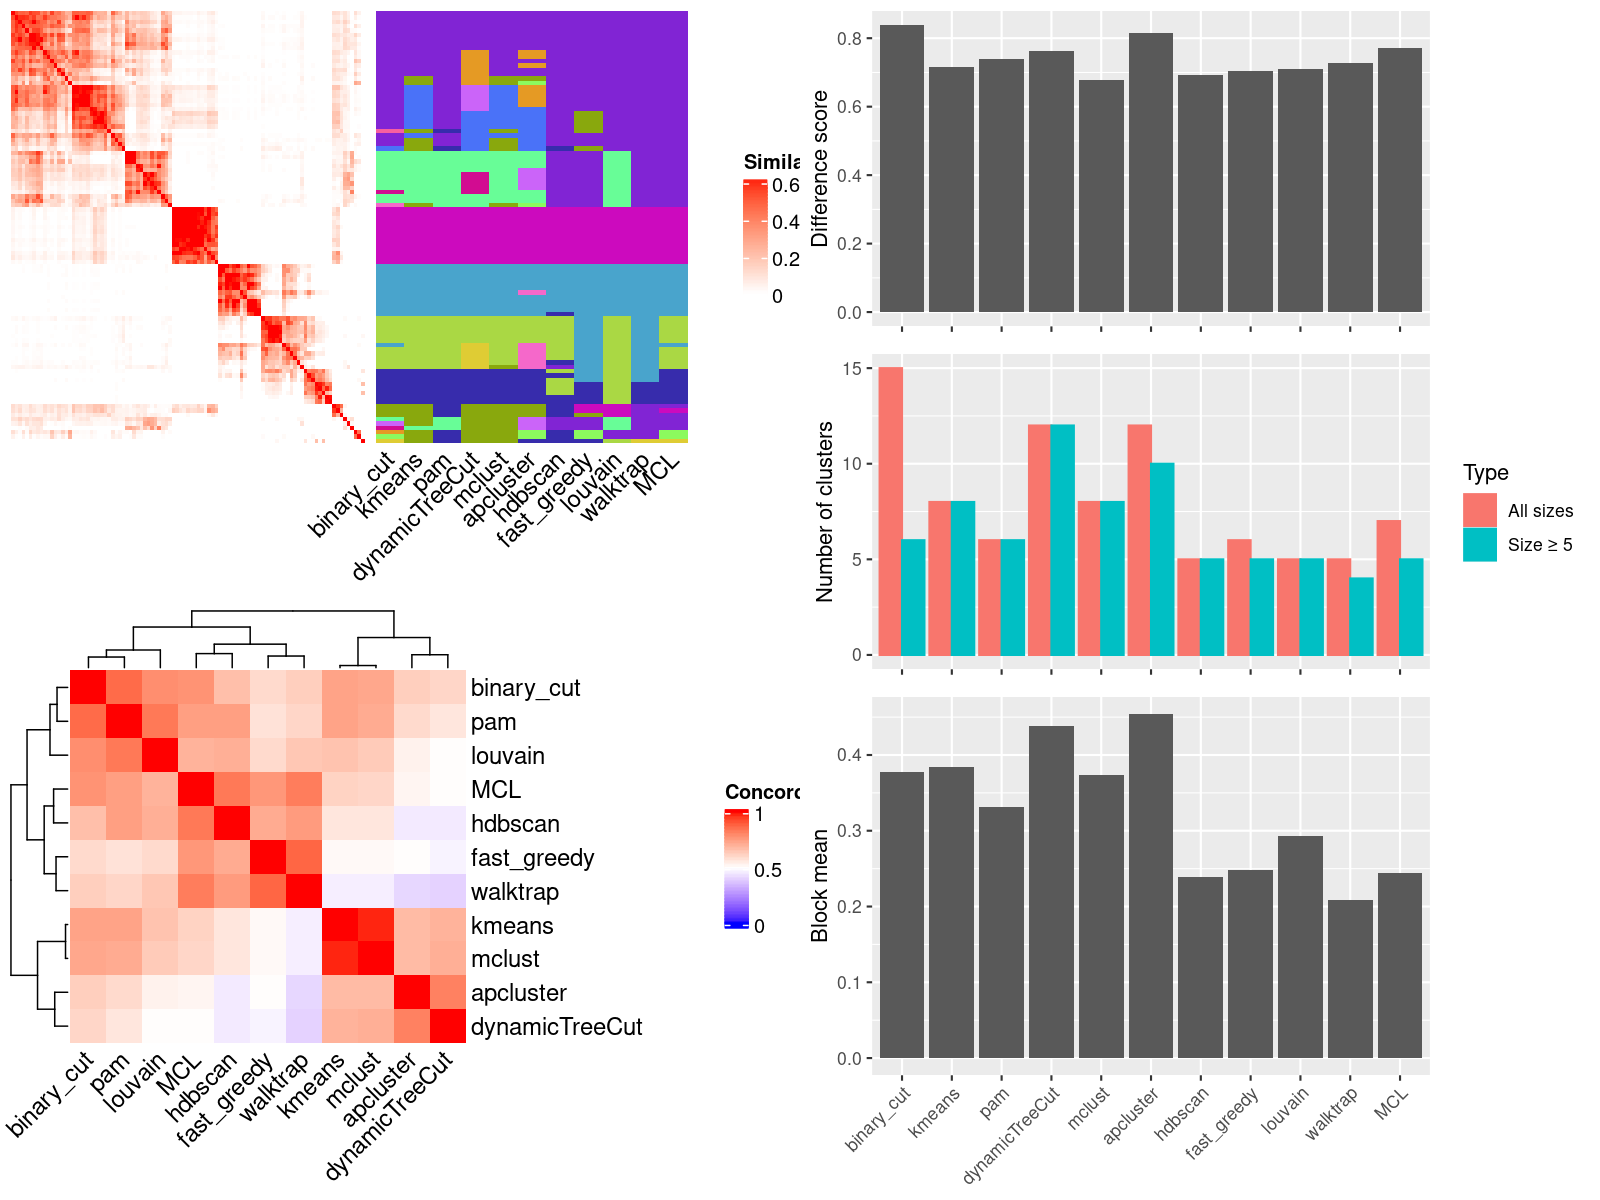 Simila
0.6
0.4
0.2
0
binary_cut
kmeans
pam
dynamicTreeCut
mclust
apcluster
hdbscan
fast_greedy
louvain
walktrap
MCL
binary_cut
pam
louvain
MCL
hdbscan
fast_greedy
walktrap
kmeans
mclust
apcluster
dynamicTreeCut
binary_cut
pam
louvain
MCL
hdbscan
fast_greedy
walktrap
kmeans
mclust
apcluster
dynamicTreeCut
Concord
1
0.5
0
Difference score
0.8
0.6
0.4
0.2
0.0
Number of clusters
15
10
5
0
Type
All sizes
Size ≥ 5
Block mean
0.4
0.3
0.2
0.1
0.0
binary_cut
kmeans
pam
dynamicTreeCut
mclust
apcluster
hdbscan
fast_greedy
louvain
walktrap
MCL